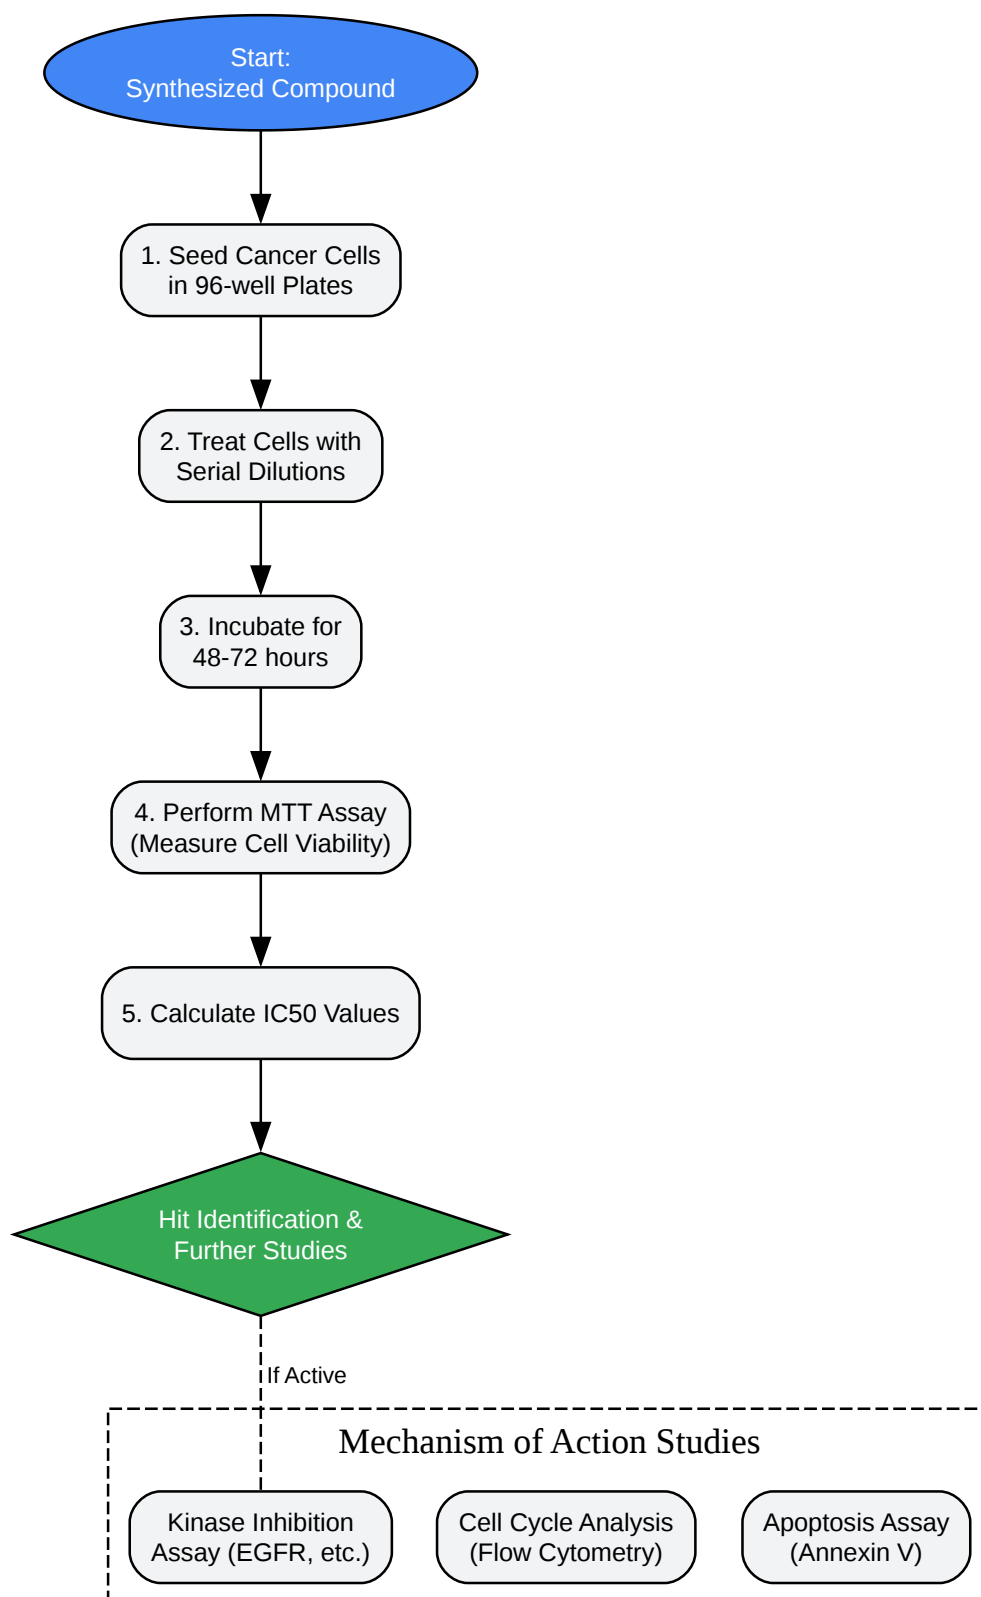 Start:
Synthesized Compound
1. Seed Cancer Cells
in 96-well Plates
2. Treat Cells with
Serial Dilutions
3. Incubate for
48-72 hours
4. Perform MTT Assay
(Measure Cell Viability)
5. Calculate IC50 Values
Hit Identification &
Further Studies
If Active
Mechanism of Action Studies
Kinase Inhibition
Assay (EGFR, etc.)
Cell Cycle Analysis
(Flow Cytometry)
Apoptosis Assay
(Annexin V)